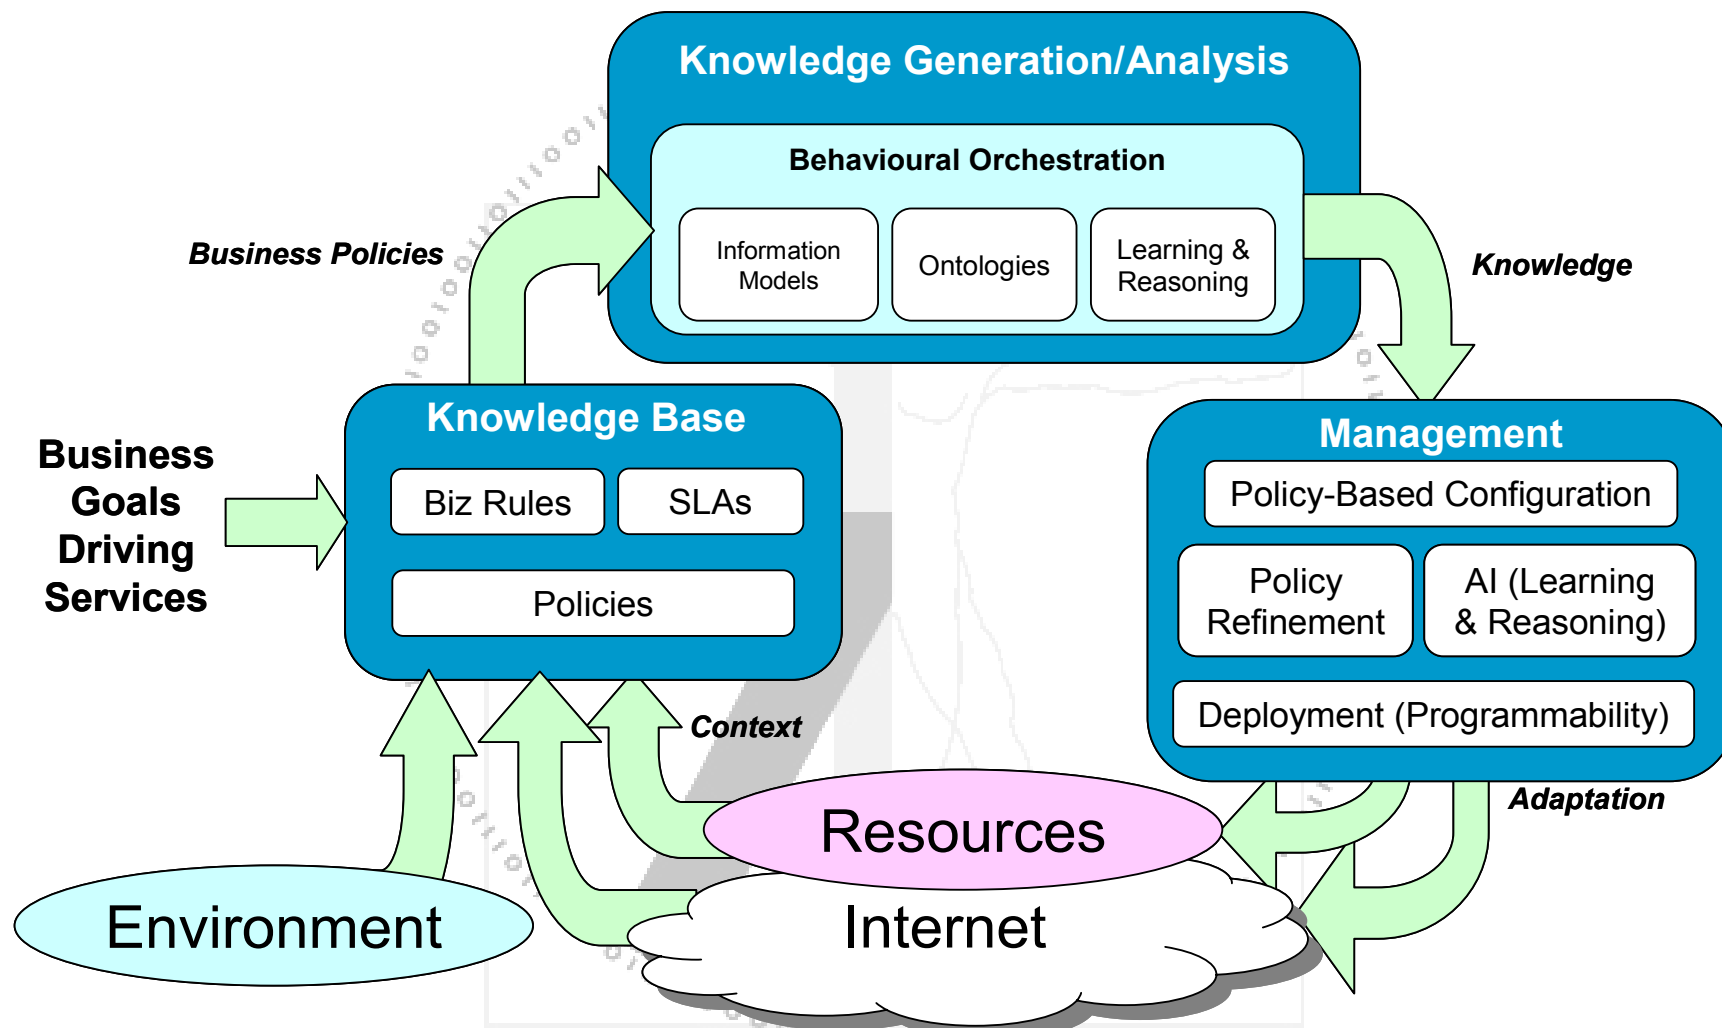 Knowledge Generation/Analysis
Behavioural Orchestration
Information
Models
Ontologies
Learning &
Reasoning
Business Policies
Knowledge
Knowledge Base
Biz Rules
SLAs
Policies
Business
Goals
Driving
Services
Management
Policy-Based Configuration
Policy
Refinement
AI (Learning
& Reasoning)
Deployment (Programmability)
Context
Adaptation
Resources
Environment
Internet